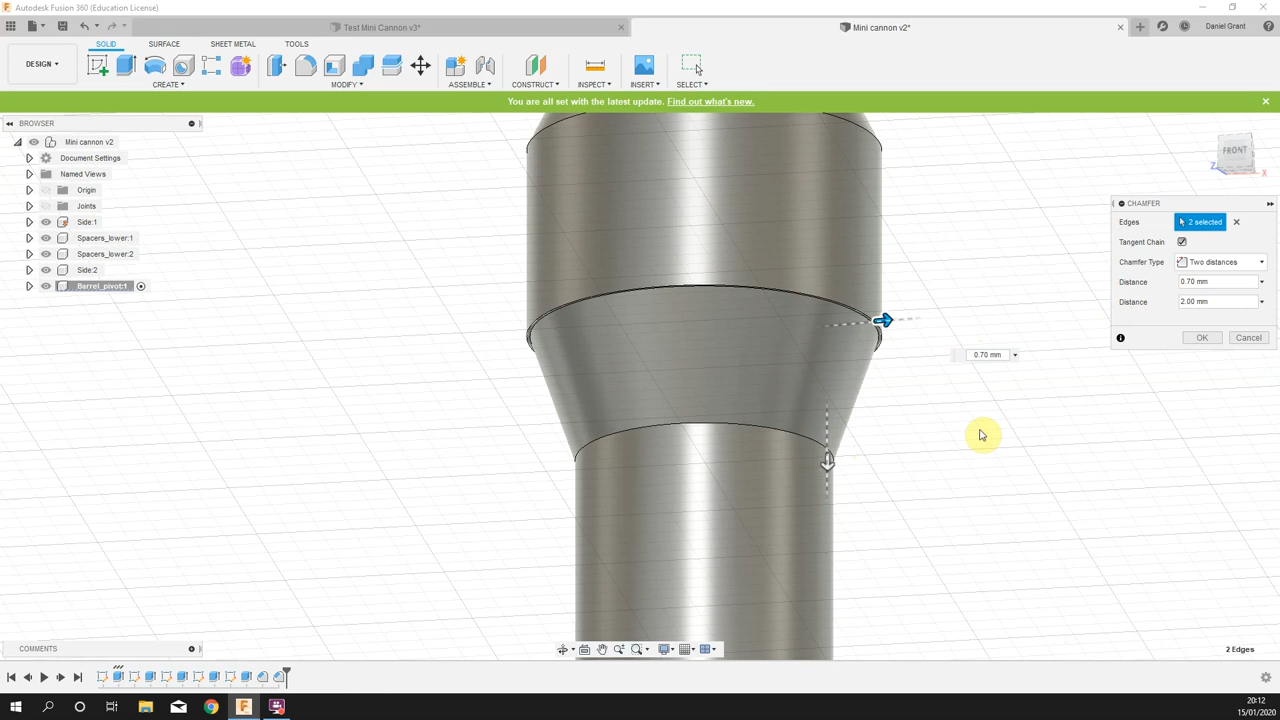 Autodesk Fusion 360 (Education License)
Test Mini Cannon v3*
Mini cannon v2*
Daniel Grant
DESIGN
SOLID
SURFACE
SHEET METAL
TOOLS
CREATE
MODIFY
ASSEMBLE
CONSTRUCT
INSPECT
INSERT
SELECT
You are all set with the latest update. Find out what's new.
BROWSER
Mini cannon v2
Document Settings
Named Views
Origin
Joints
Side:1
Spacers_lower:1
Spacers_lower:2
Side:2
Barrel_pivot:1
FRONT
Z
X
CHAMFER
Edges
2 selected
Tangent Chain
Chamfer Type
Two distances
Distance
0.70 mm
Distance
2.00 mm
OK
Cancel
0.70 mm
COMMENTS
2 Edges
20:12
15/01/2020